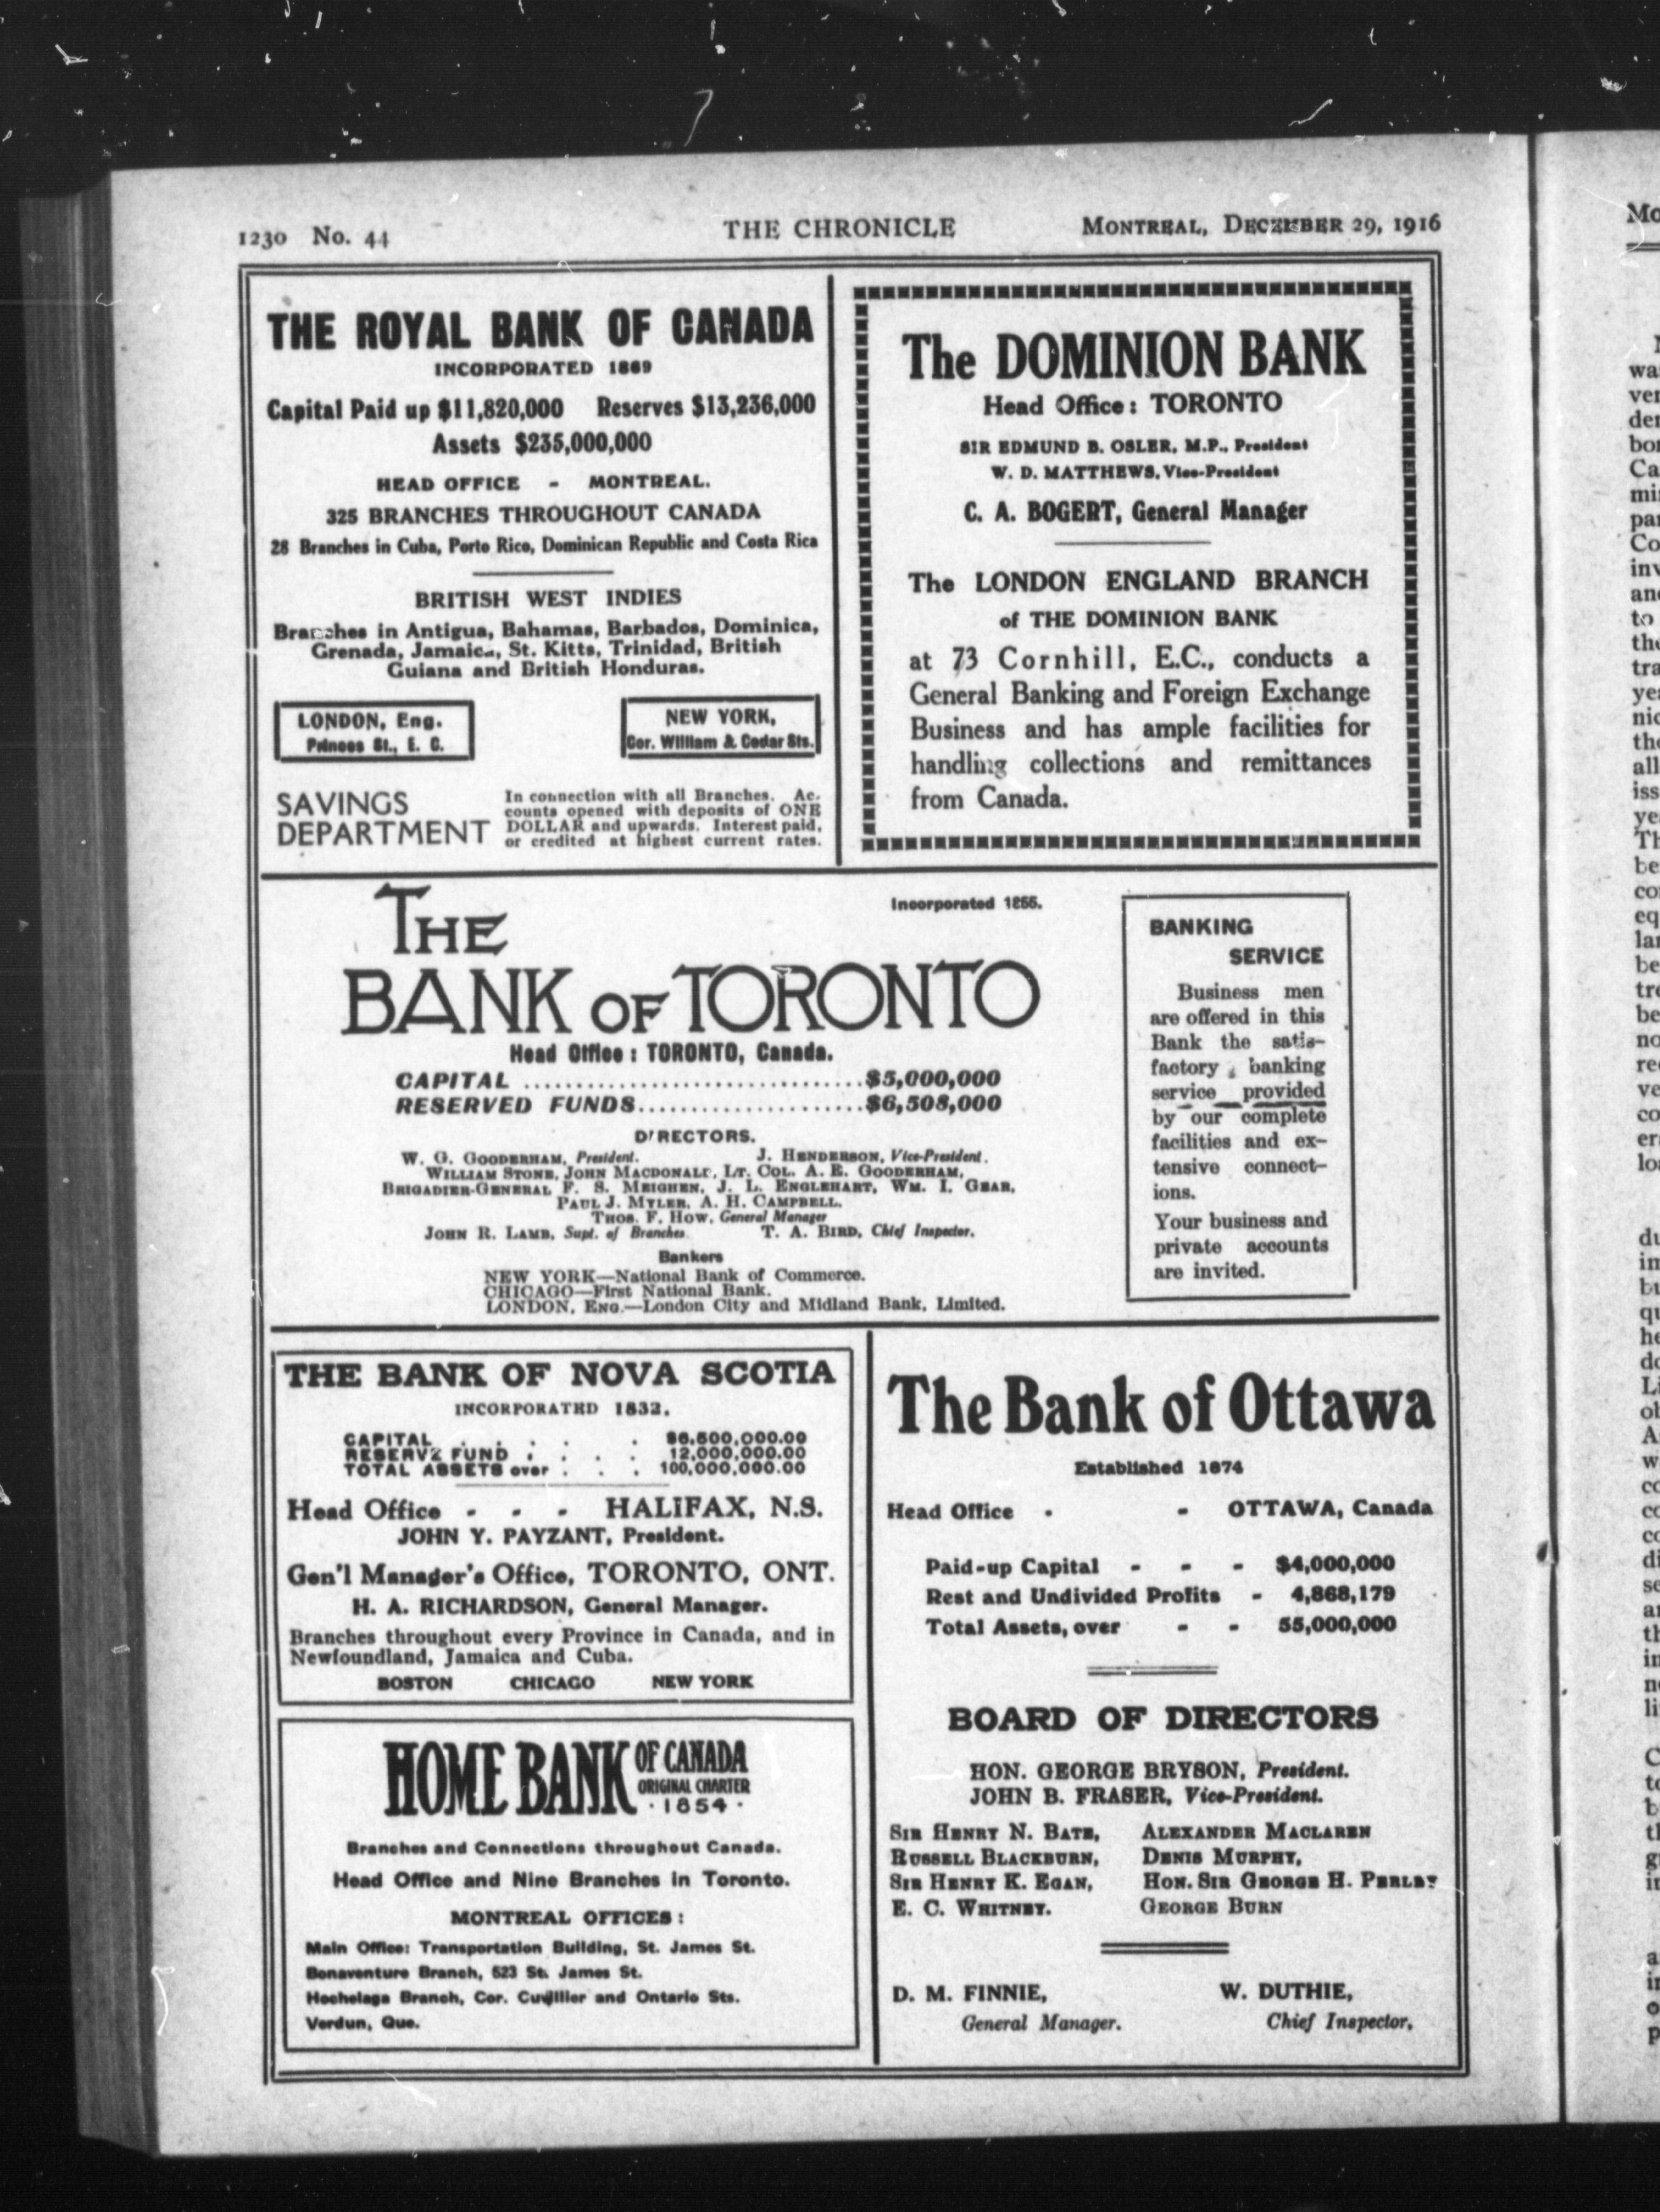 1230 No. 44 THE CHRONICLE MONTREAL, DECEMBER 29, 1916
THE ROYAL BANK OF CANADA
INCORPORATED 1869
Capital Paid up $11,820,000 Reserves $13,236,000
Assets $235,000,000
HEAD OFFICE - MONTREAL.
325 BRANCHES THROUGHOUT CANADA
28 Branches in Cuba, Porto Rico, Dominican Republic and Costa Rica
BRITISH WEST INDIES
Branches in Antigua, Bahamas, Barbados, Dominica,
Grenada, Jamaica, St. Kitts, Trinidad, British
Guiana and British Honduras.
LONDON, Eng.
Princes St., E. C.
NEW YORK,
Cor. William & Cedar Sts.
SAVINGS
DEPARTMENT
In connection with all Branches. Ac-
counts opened with deposits of ONE
DOLLAR and upwards. Interest paid,
or credited at highest current rates.
The DOMINION BANK
Head Office: TORONTO
SIR EDMUND B. OSLER, M.P., President
W. D. MATTHEWS, Vice-President
C. A. BOGERT, General Manager
The LONDON ENGLAND BRANCH
of THE DOMINION BANK
at 73 Cornhill, E.C., conducts a
General Banking and Foreign Exchange
Business and has ample facilities for
handling collections and remittances
from Canada.
THE
BANK OF TORONTO
Incorporated 1855.
Head Office: TORONTO, Canada.
CAPITAL ................................$5,000,000
RESERVED FUNDS......................$6,508,000
DIRECTORS.
W. G. GOODERHAM, President. J. HENDERSON, Vice-President.
WILLIAM STONE, JOHN MACDONALD, LT. COL. A. E. GOODERHAM,
BRIGADIER-GENERAL F. S. MEIGHEN, J. L. ENGLEHART, WM. I. GEAR,
PAUL J. MYLER, A. H. CAMPBELL.
THOS. F. HOW, General Manager
JOHN R. LAMB, Supt. of Branches T. A. BIRD, Chief Inspector.
Bankers
NEW YORK—National Bank of Commerce.
CHICAGO—First National Bank.
LONDON, ENG.—London City and Midland Bank, Limited.
BANKING
SERVICE
Business men
are offered in this
Bank the satis-
factory banking
service provided
by our complete
facilities and ex-
tensive connect-
ions.
Your business and
private accounts
are invited.
THE BANK OF NOVA SCOTIA
INCORPORATED 1832.
CAPITAL . . . . . $6,500,000.00
RESERVE FUND . . . . 12,000,000.00
TOTAL ASSETS over . . . 100,000,000.00
Head Office - - - HALIFAX, N.S.
JOHN Y. PAYZANT, President.
Gen'l Manager's Office, TORONTO, ONT.
H. A. RICHARDSON, General Manager.
Branches throughout every Province in Canada, and in
Newfoundland, Jamaica and Cuba.
BOSTON CHICAGO NEW YORK
HOME BANK OF CANADA
ORIGINAL CHARTER
· 1854 ·
Branches and Connections throughout Canada.
Head Office and Nine Branches in Toronto.
MONTREAL OFFICES:
Main Office: Transportation Building, St. James St.
Bonaventure Branch, 523 St. James St.
Hochelaga Branch, Cor. Cuvillier and Ontario Sts.
Verdun, Que.
The Bank of Ottawa
Established 1874
Head Office - - OTTAWA, Canada
Paid-up Capital - - - $4,000,000
Rest and Undivided Profits - 4,868,179
Total Assets, over - - 55,000,000
BOARD OF DIRECTORS
HON. GEORGE BRYSON, President.
JOHN B. FRASER, Vice-President.
SIR HENRY N. BATE, ALEXANDER MACLAREN
RUSSELL BLACKBURN, DENIS MURPHY,
SIR HENRY K. EGAN, HON. SIR GEORGE H. PERLEY
E. C. WHITNEY. GEORGE BURN
D. M. FINNIE, W. DUTHIE,
General Manager. Chief Inspector,